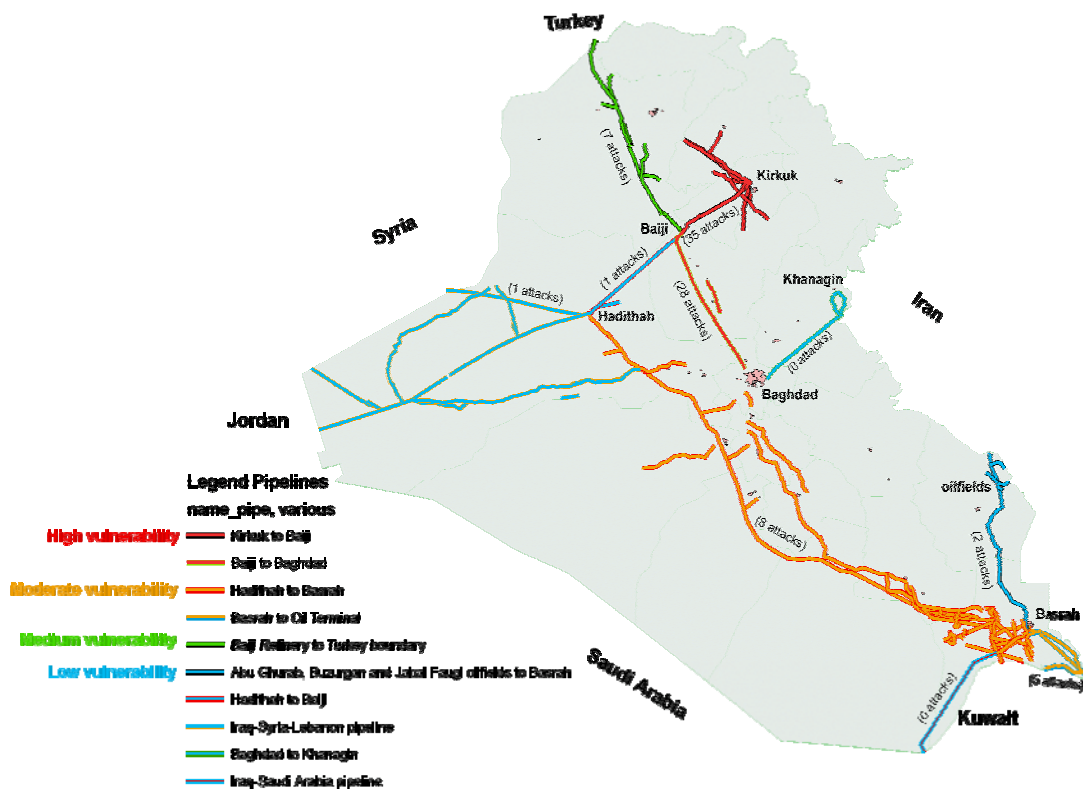 Turkey
(7 attacks)
Kirkuk
Syria
Baiji
(35 attacks)
(1 attacks)
Khanagin
(1 attacks)
Iran
Hadithah
(28 attacks)
(0 attacks)
Baghdad
Jordan
Legend Pipelines
oilfields
name_pipe, various
High vulnerability
Kirkuk to Baiji
(8 attacks)
(2 attacks)
Baiji to Baghdad
Moderate vulnerability
Hadithah to Basrah
Basrah to Oil Terminal
Basrah
Medium vulnerability
Baiji Refinery to Turkey boundary
Low vulnerability
Abu Ghurab, Buzurgan and Jabal Fauqi oilfields to Basrah
Saudi Arabia
(5 attacks)
Hadithah to Baiji
(0 attacks)
Kuwait
Iraq-Syria-Lebanon pipeline
Baghdad to Khanagin
Iraq-Saudi Arabia pipeline